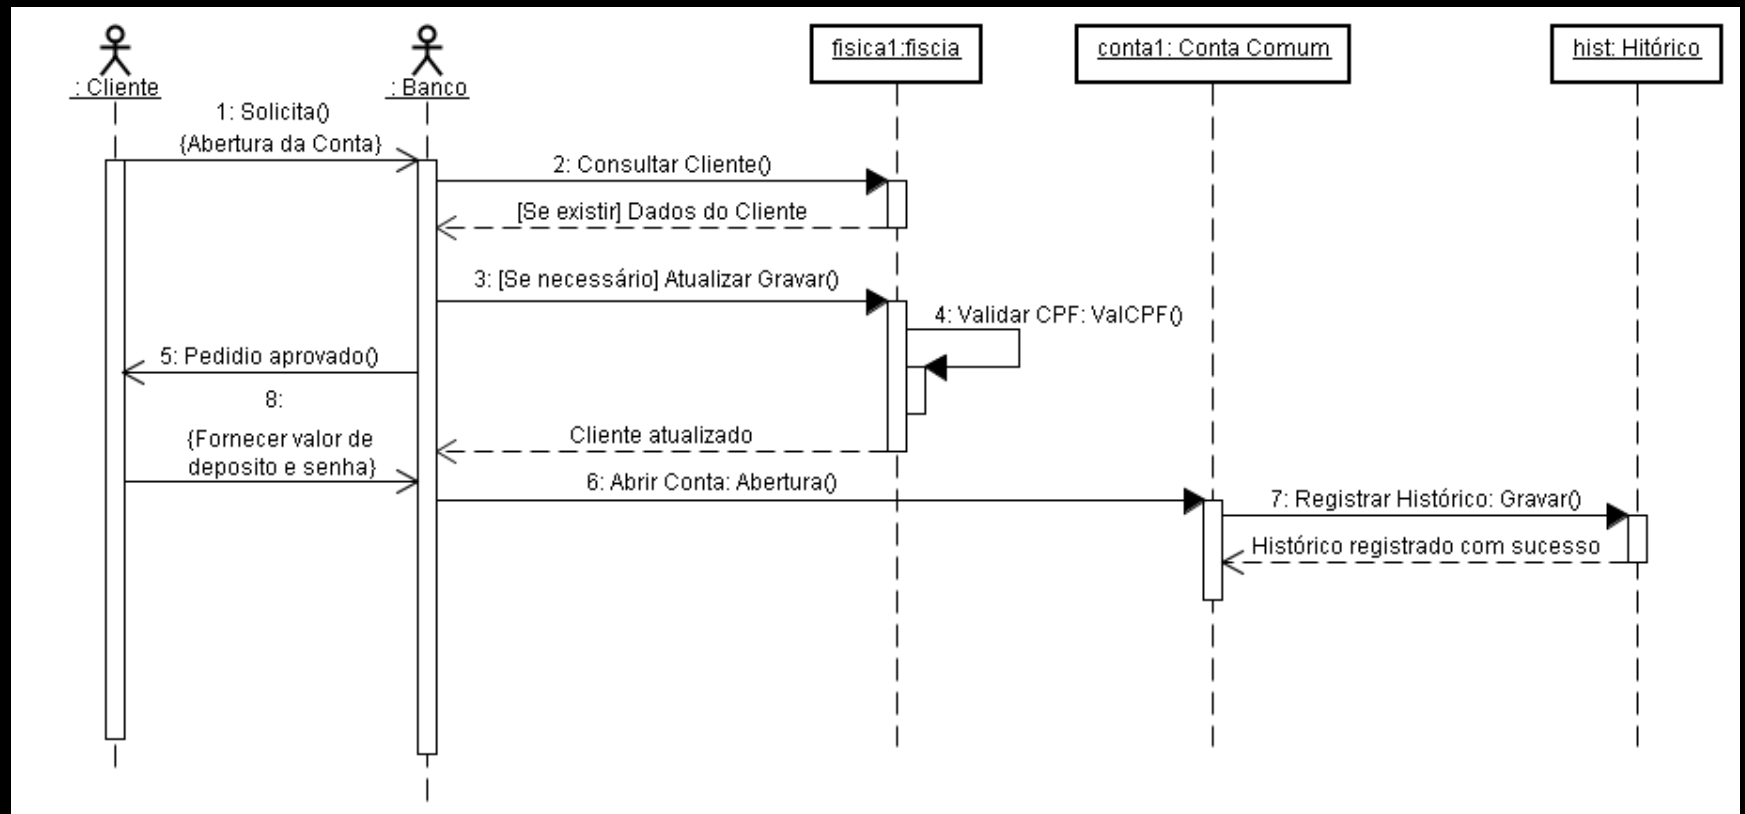 : Cliente
: Banco
fisica1:fiscia
conta1: Conta Comum
hist: Hitórico
1: Solicita()
{Abertura da Conta}
2: Consultar Cliente()
[Se existir] Dados do Cliente
3: [Se necessário] Atualizar Gravar()
4: Validar CPF: ValCPF()
5: Pedidio aprovado()
8:
{Fornecer valor de
deposito e senha}
Cliente atualizado
6: Abrir Conta: Abertura()
7: Registrar Histórico: Gravar()
Histórico registrado com sucesso